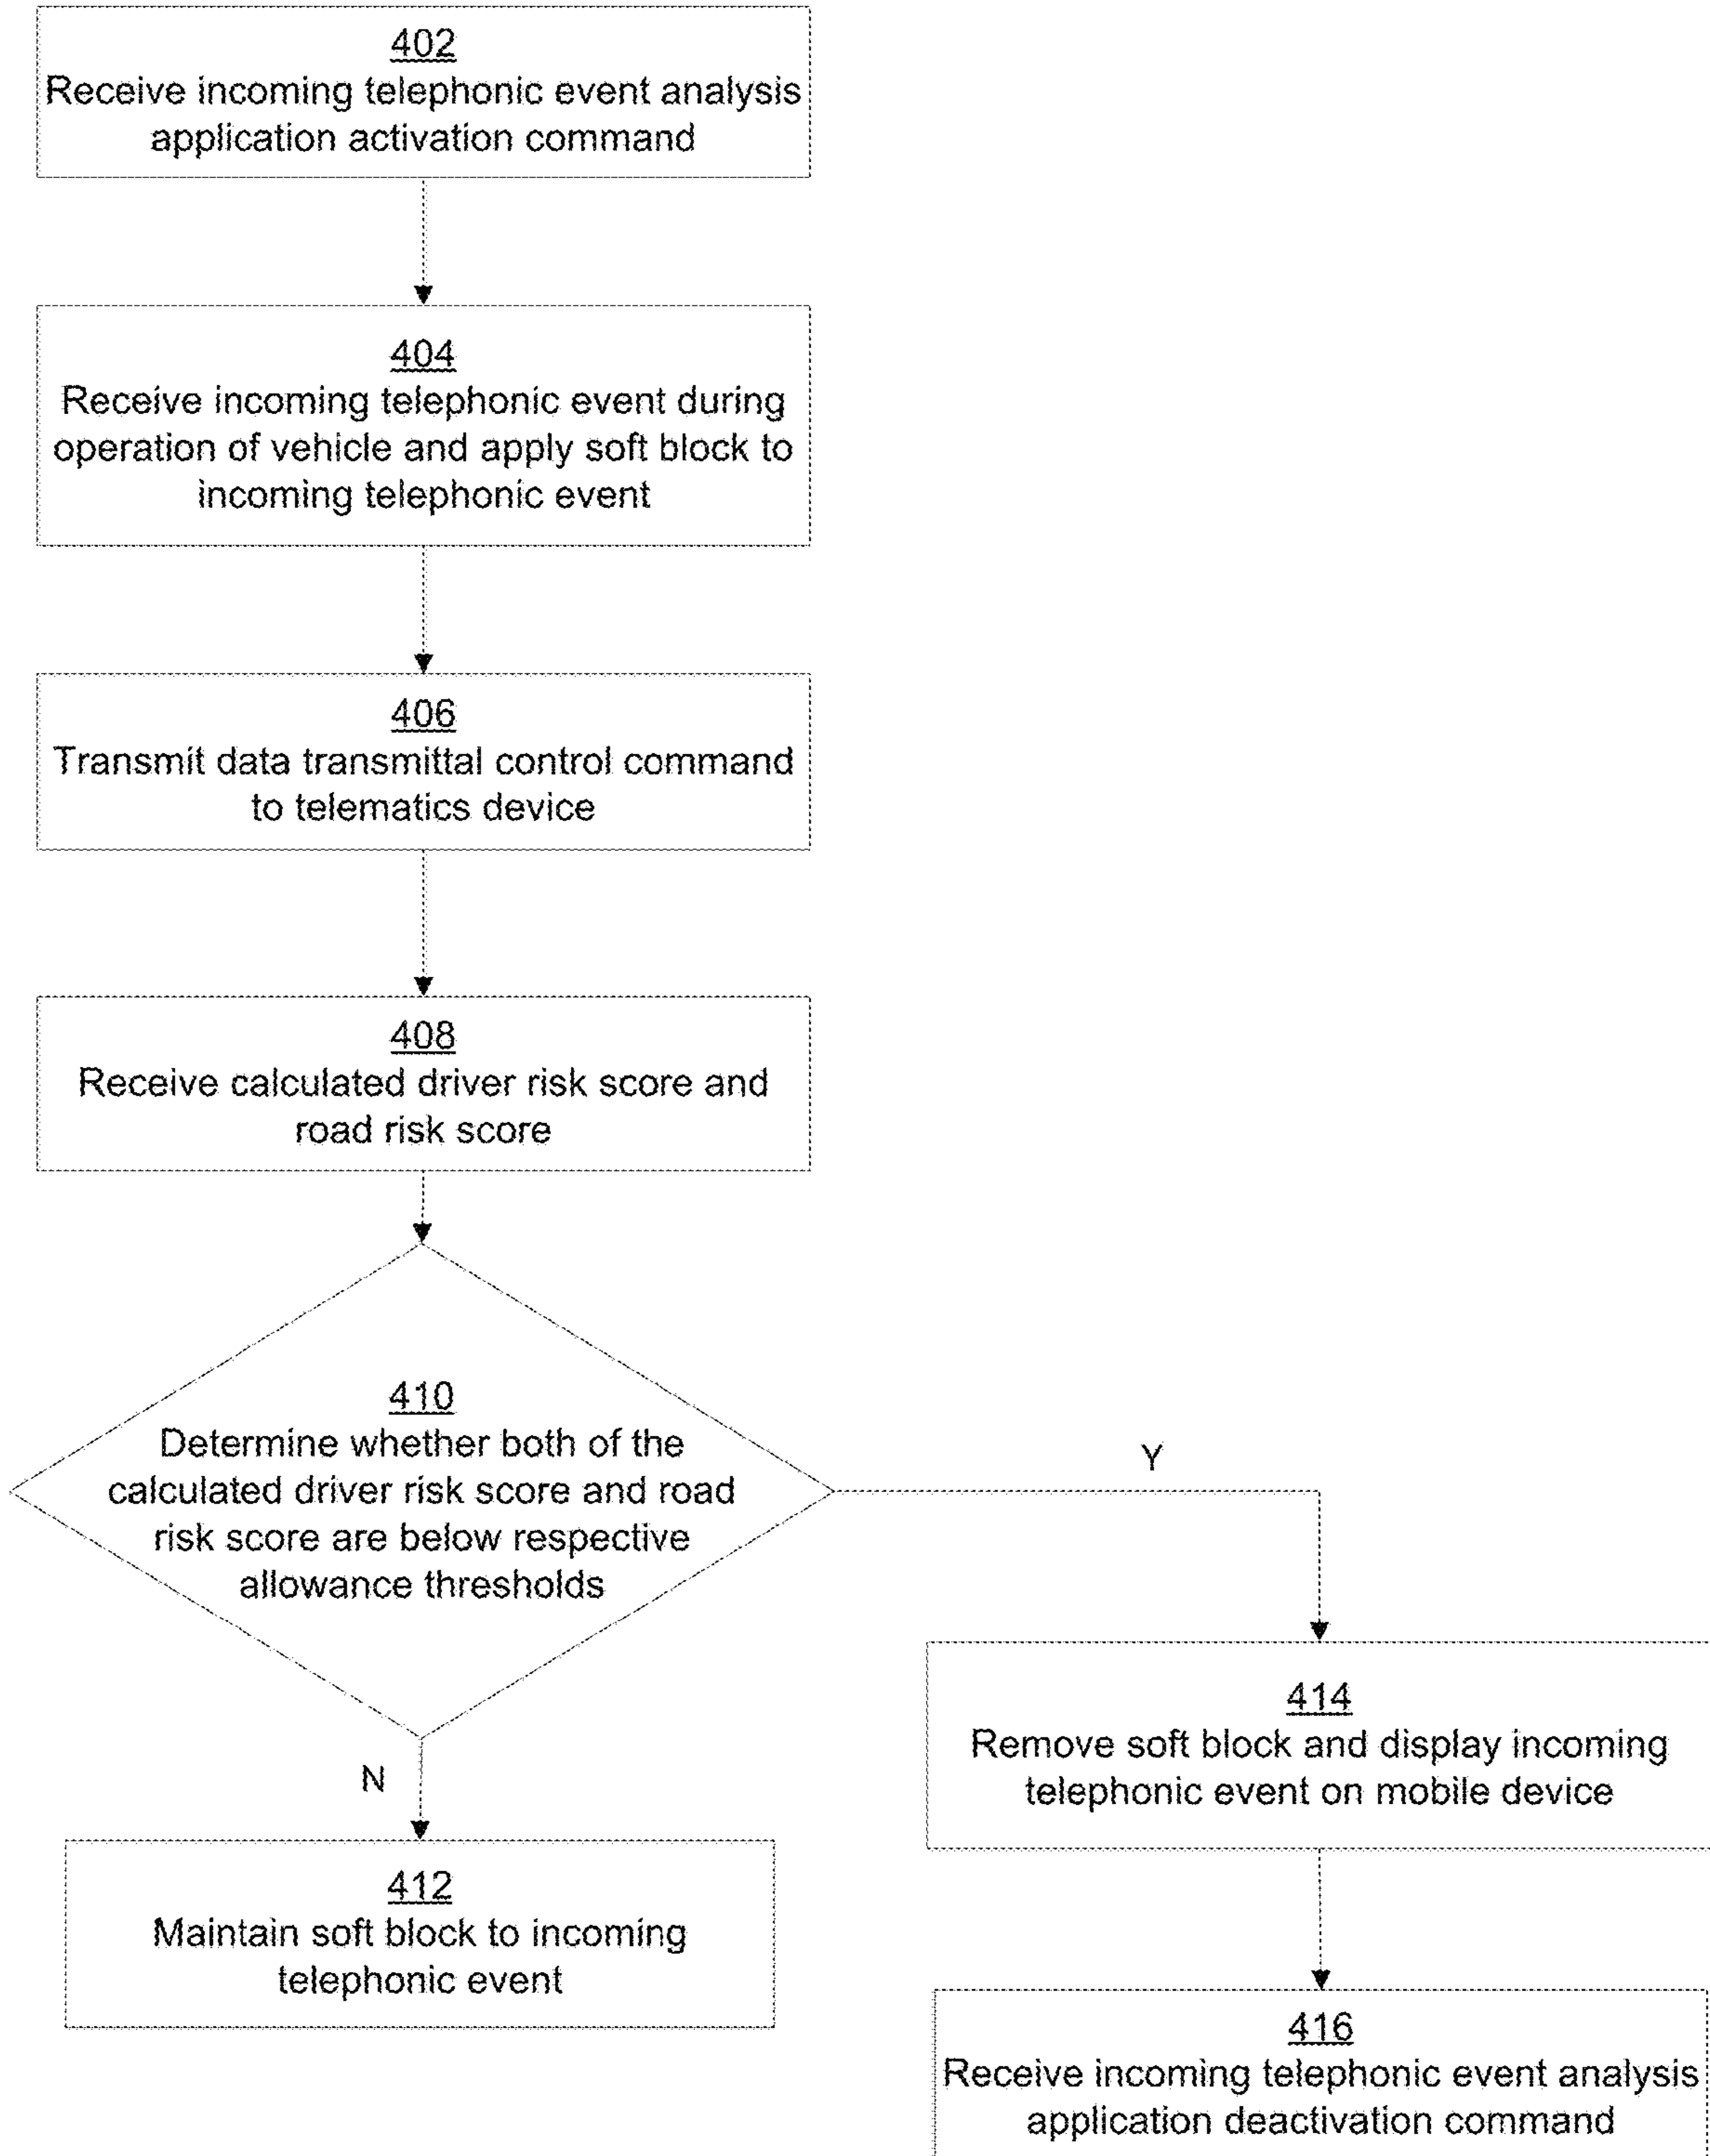 402
Receive incoming telephonic event analysis
application activation command
404
Receive incoming telephonic event during
operation of vehicle and apply soft block to
incoming telephonic event
406
Transmit data transmittal control command
to telematics device
408
Receive calculated driver risk score and
road risk score
410
Determine whether both of the
calculated driver risk score and road
risk score are below respective
allowance thresholds
Y
N
412
Maintain soft block to incoming
telephonic event
414
Remove soft block and display incoming
telephonic event on mobile device
416
Receive incoming telephonic event analysis
application deactivation command